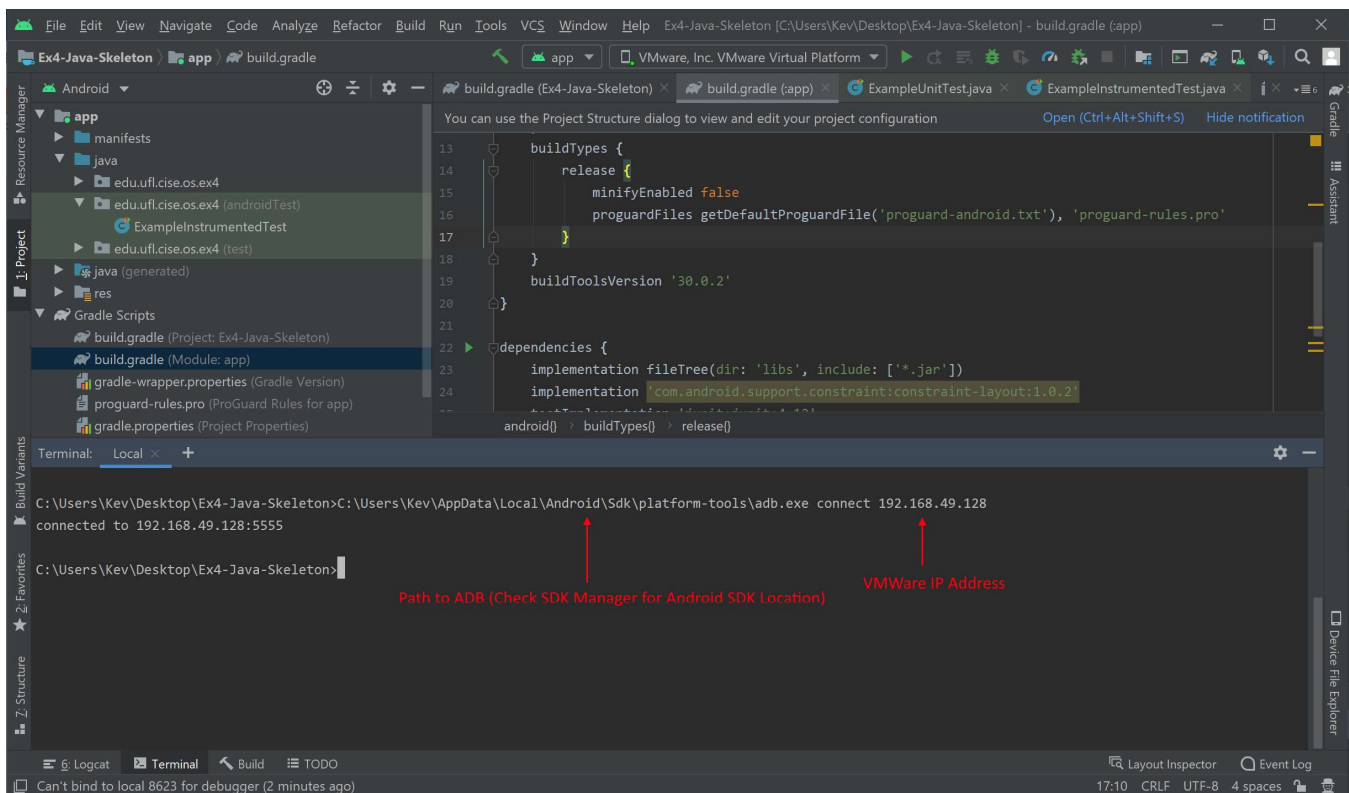 File Edit View Navigate Code Analyze Refactor Build Run Tools VCS Window Help Ex4-Java-Skeleton [C:\Users\Kev\Desktop\Ex4-Java-Skeleton] - build.gradle (:app)
Ex4-Java-Skeleton app build.gradle app VMware, Inc. VMware Virtual Platform
Android
build.gradle (Ex4-Java-Skeleton) build.gradle (:app) ExampleUnitTest.java ExampleInstrumentedTest.java 6
You can use the Project Structure dialog to view and edit your project configuration Open (Ctrl+Alt+Shift+S) Hide notification
Resource Manager
1: Project
Build Variants
2: Favorites
7: Structure
app
manifests
java
edu.ufl.cise.os.ex4
edu.ufl.cise.os.ex4 (androidTest)
ExampleInstrumentedTest
edu.ufl.cise.os.ex4 (test)
java (generated)
res
Gradle Scripts
build.gradle (Project: Ex4-Java-Skeleton)
build.gradle (Module: app)
gradle-wrapper.properties (Gradle Version)
proguard-rules.pro (ProGuard Rules for app)
gradle.properties (Project Properties)
13 buildTypes {
14 release {
15 minifyEnabled false
16 proguardFiles getDefaultProguardFile('proguard-android.txt'), 'proguard-rules.pro'
17 }
18 }
19 buildToolsVersion '30.0.2'
20 }
21
22 dependencies {
23 implementation fileTree(dir: 'libs', include: ['*.jar'])
24 implementation 'com.android.support.constraint:constraint-layout:1.0.2'
android{} buildTypes{} release{}
Gradle
Assistant
Device File Explorer
Terminal: Local +
C:\Users\Kev\Desktop\Ex4-Java-Skeleton>C:\Users\Kev\AppData\Local\Android\Sdk\platform-tools\adb.exe connect 192.168.49.128
connected to 192.168.49.128:5555
C:\Users\Kev\Desktop\Ex4-Java-Skeleton>
VMWare IP Address
Path to ADB (Check SDK Manager for Android SDK Location)
6: Logcat Terminal Build TODO Layout Inspector Event Log
Can't bind to local 8623 for debugger (2 minutes ago) 17:10 CRLF UTF-8 4 spaces